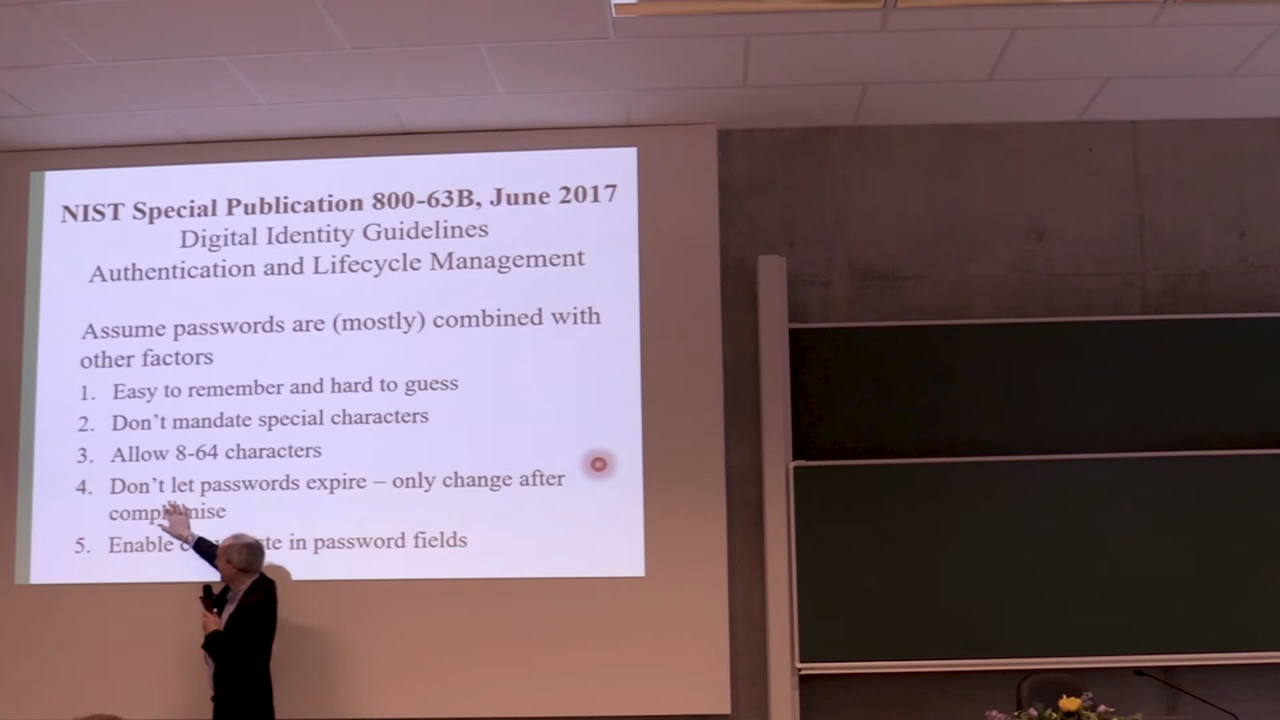 NIST Special Publication 800-63B, June 2017
Digital Identity Guidelines
Authentication and Lifecycle Management
Assume passwords are (mostly) combined with
other factors
1. Easy to remember and hard to guess
2. Don't mandate special characters
3. Allow 8-64 characters
4. Don't let passwords expire – only change after
compromise
5. Enable in password fields